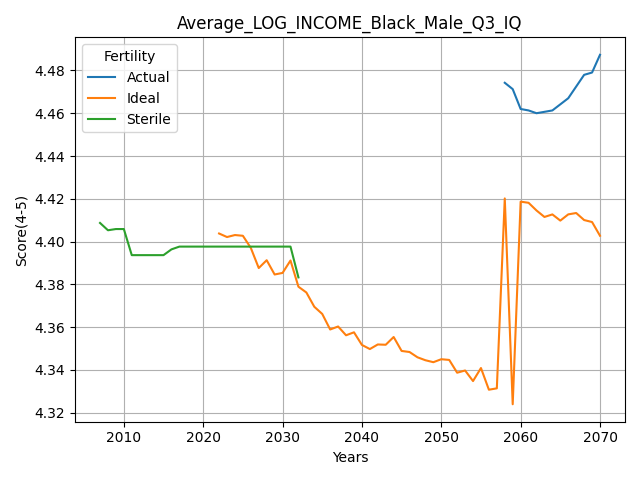 Average_LOG_INCOME_Black_Male_Q3_IQ
Fertility
Actual
Ideal
Sterile
Score(4-5)
4.48
4.46
4.44
4.42
4.40
4.38
4.36
4.34
4.32
2010 2020 2030 2040 2050 2060 2070
Years